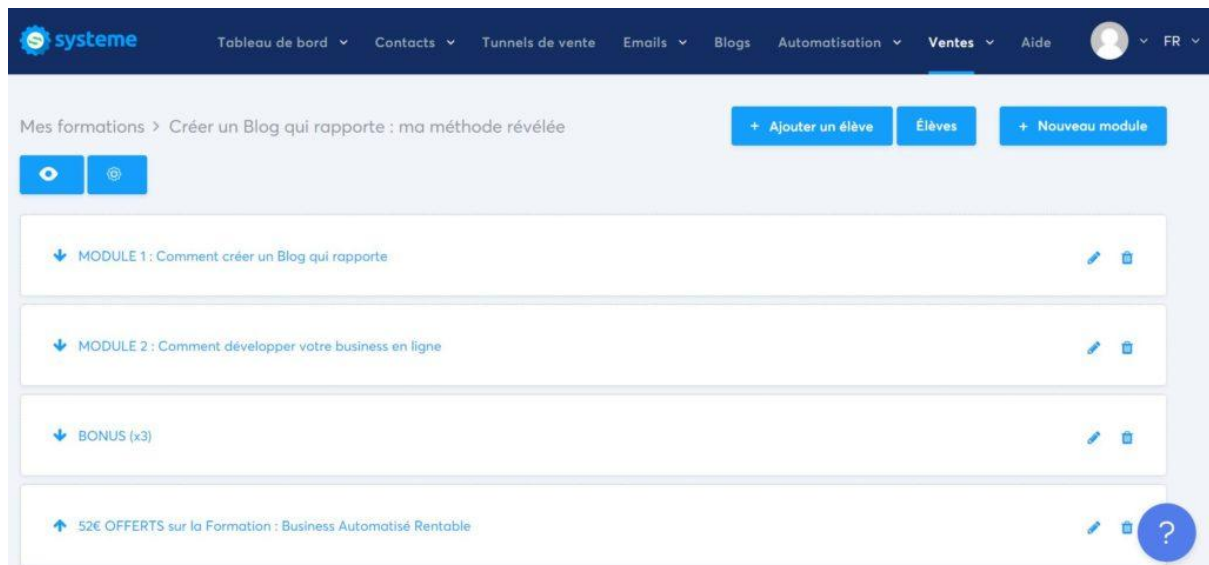 systeme Tableau de bord Contacts Tunnels de vente Emails Blogs Automatisation Ventes Aide FR
Mes formations > Créer un Blog qui rapporte : ma méthode révélée + Ajouter un élève Élèves + Nouveau module
MODULE 1 : Comment créer un Blog qui rapporte
MODULE 2 : Comment développer votre business en ligne
BONUS (x3)
52€ OFFERTS sur la Formation : Business Automatisé Rentable
?